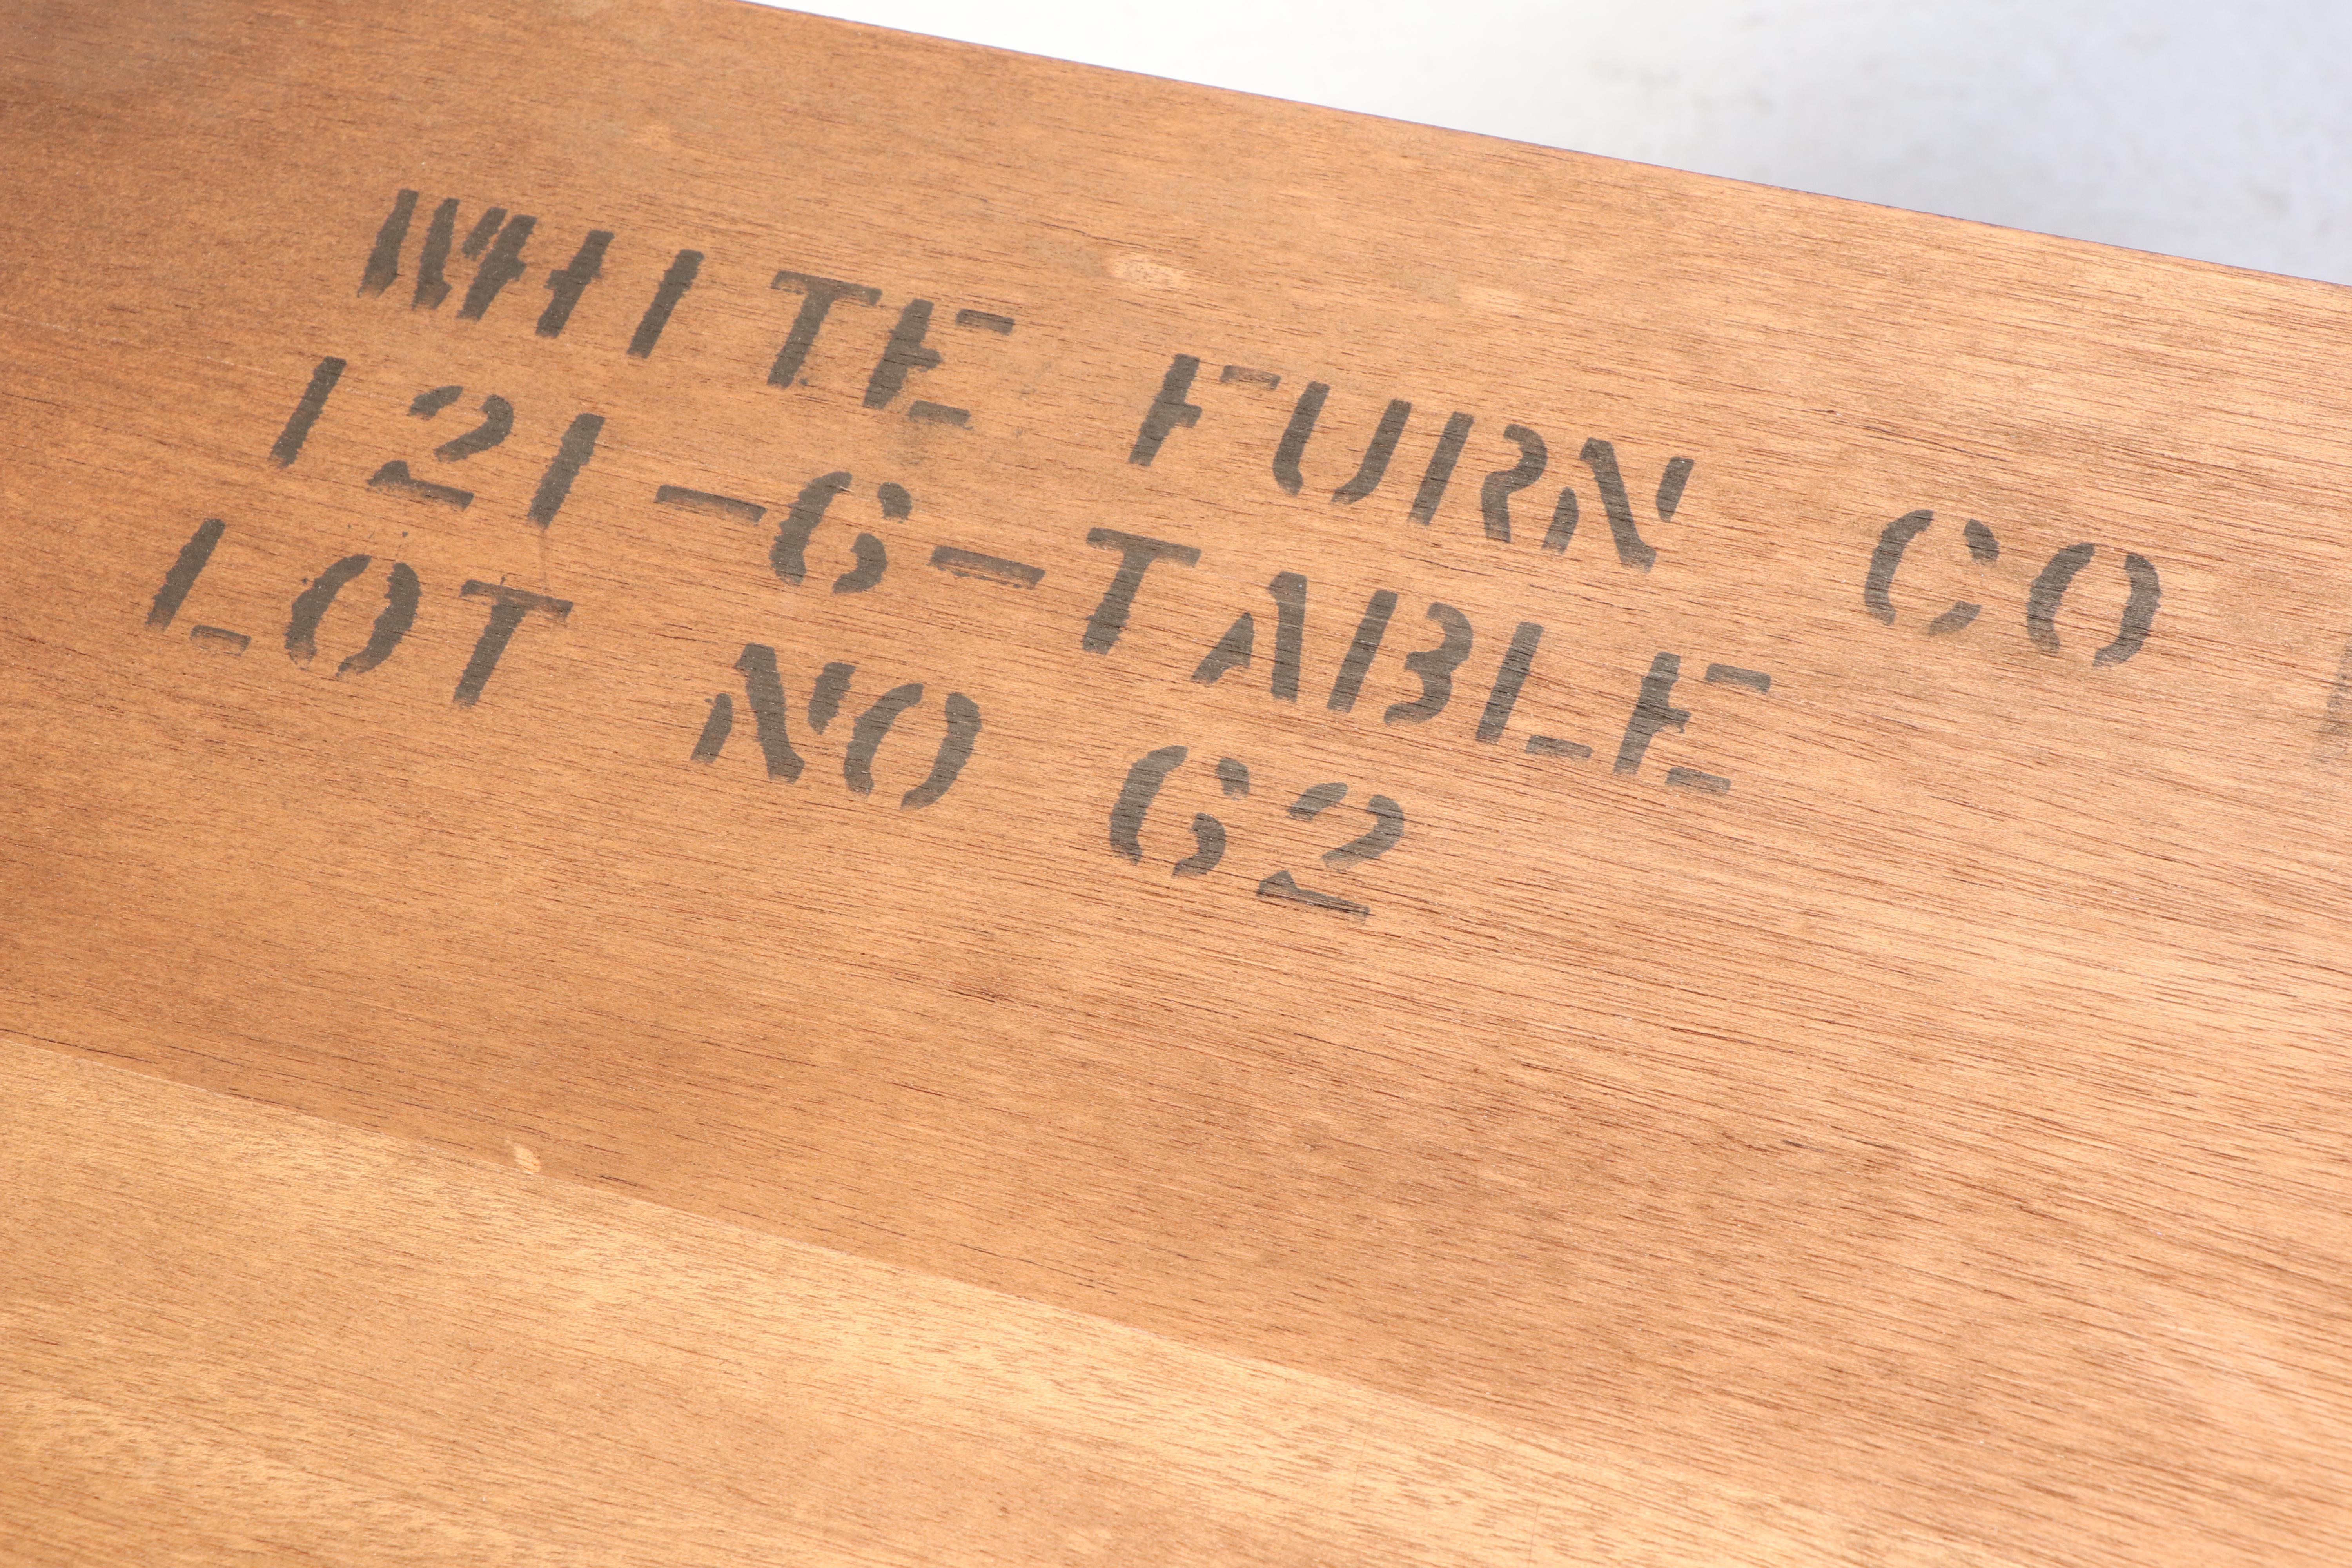 WHITE FURN CO
121-6-TABLE
LOT NO 62